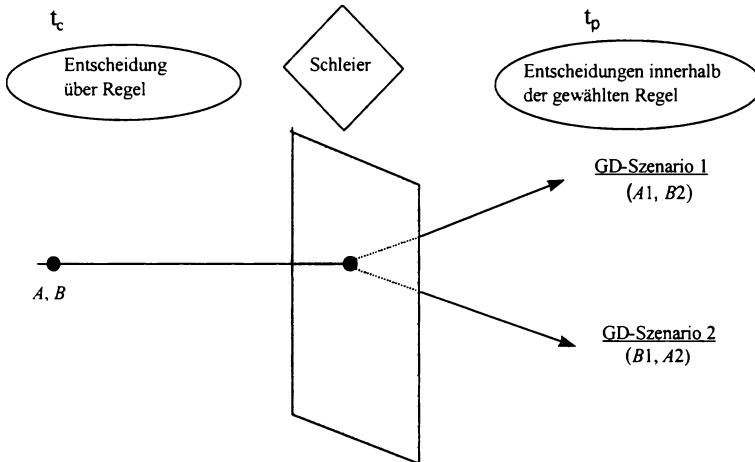 t_c
t_p
Entscheidung
über Regel
Schleier
Entscheidungen innerhalb
der gewählten Regel
GD-Szenario 1
(A1, B2)
A, B
GD-Szenario 2
(B1, A2)